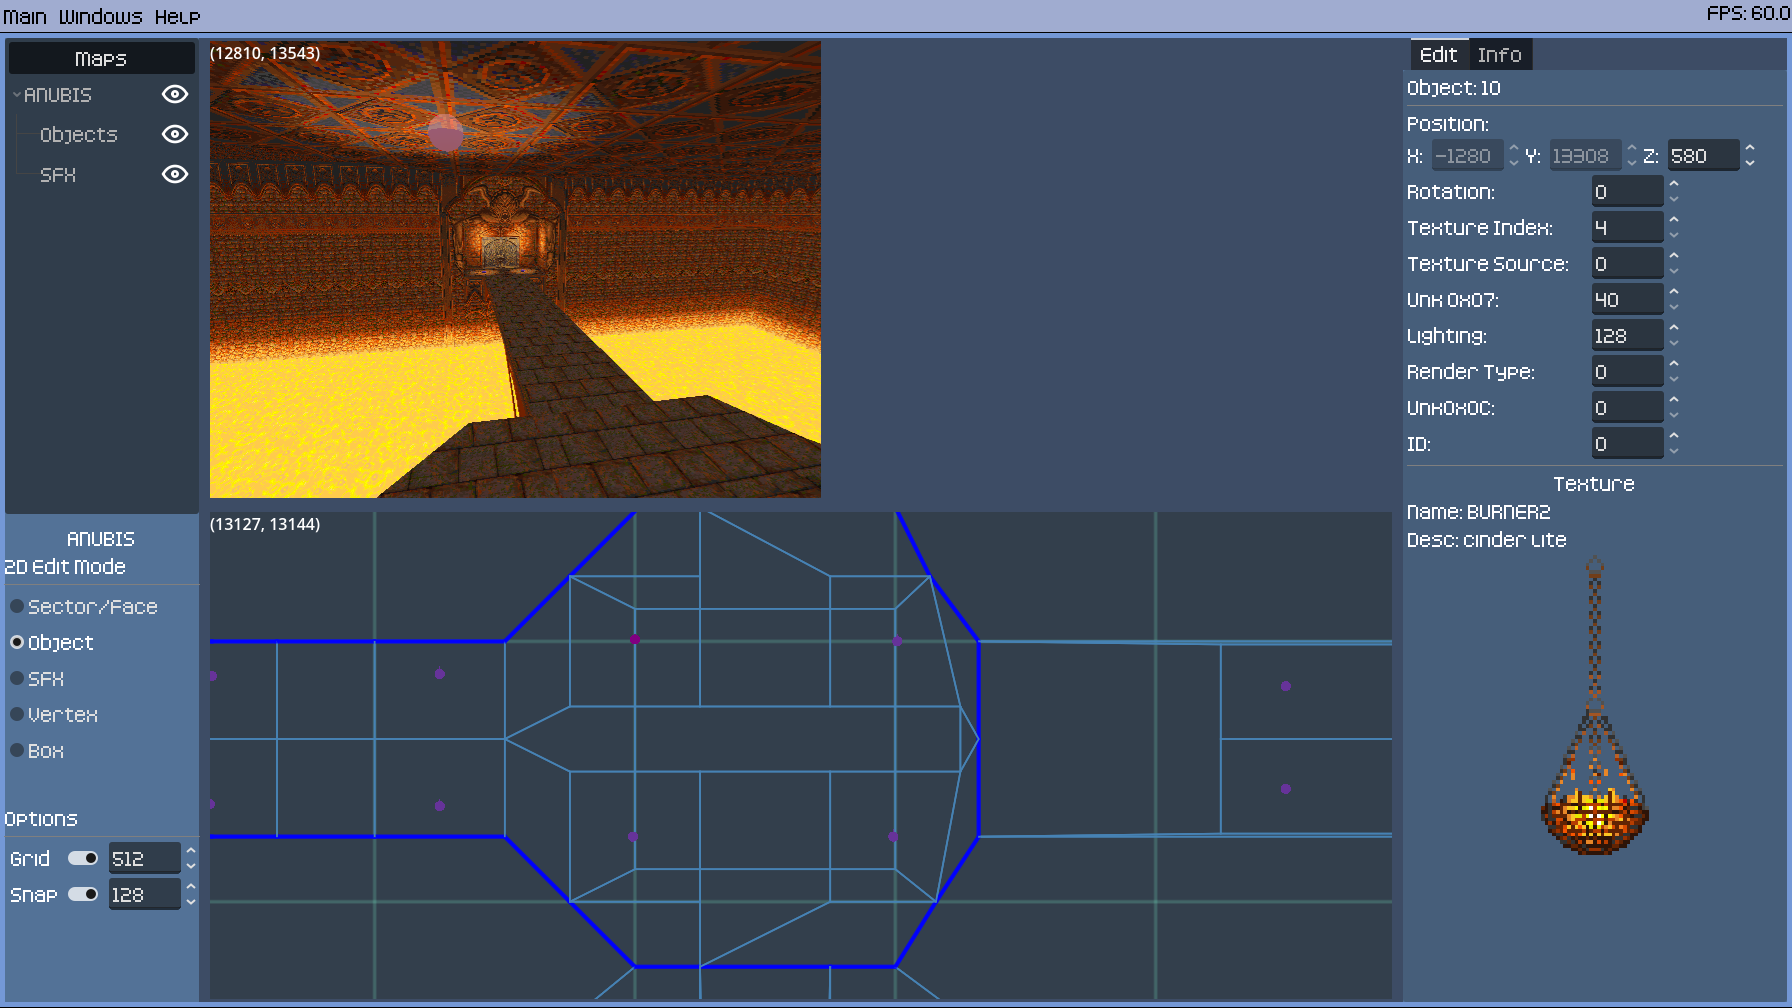 Main Windows Help
FPS: 60.0
Maps
ANUBIS
Objects
SFX
ANUBIS
2D Edit Mode
Sector/Face
Object
SFX
Vertex
Box
Options
Grid 512
Snap 128
(12810, 13543)
(13127, 13144)
Edit Info
Object: 10
Position:
X: -1280 Y: 13308 Z: 580
Rotation: 0
Texture Index: 4
Texture Source: 0
Unk 0x07: 40
Lighting: 128
Render Type: 0
Unk0x0C: 0
ID: 0
Texture
Name: BURNER2
Desc: cinder lite